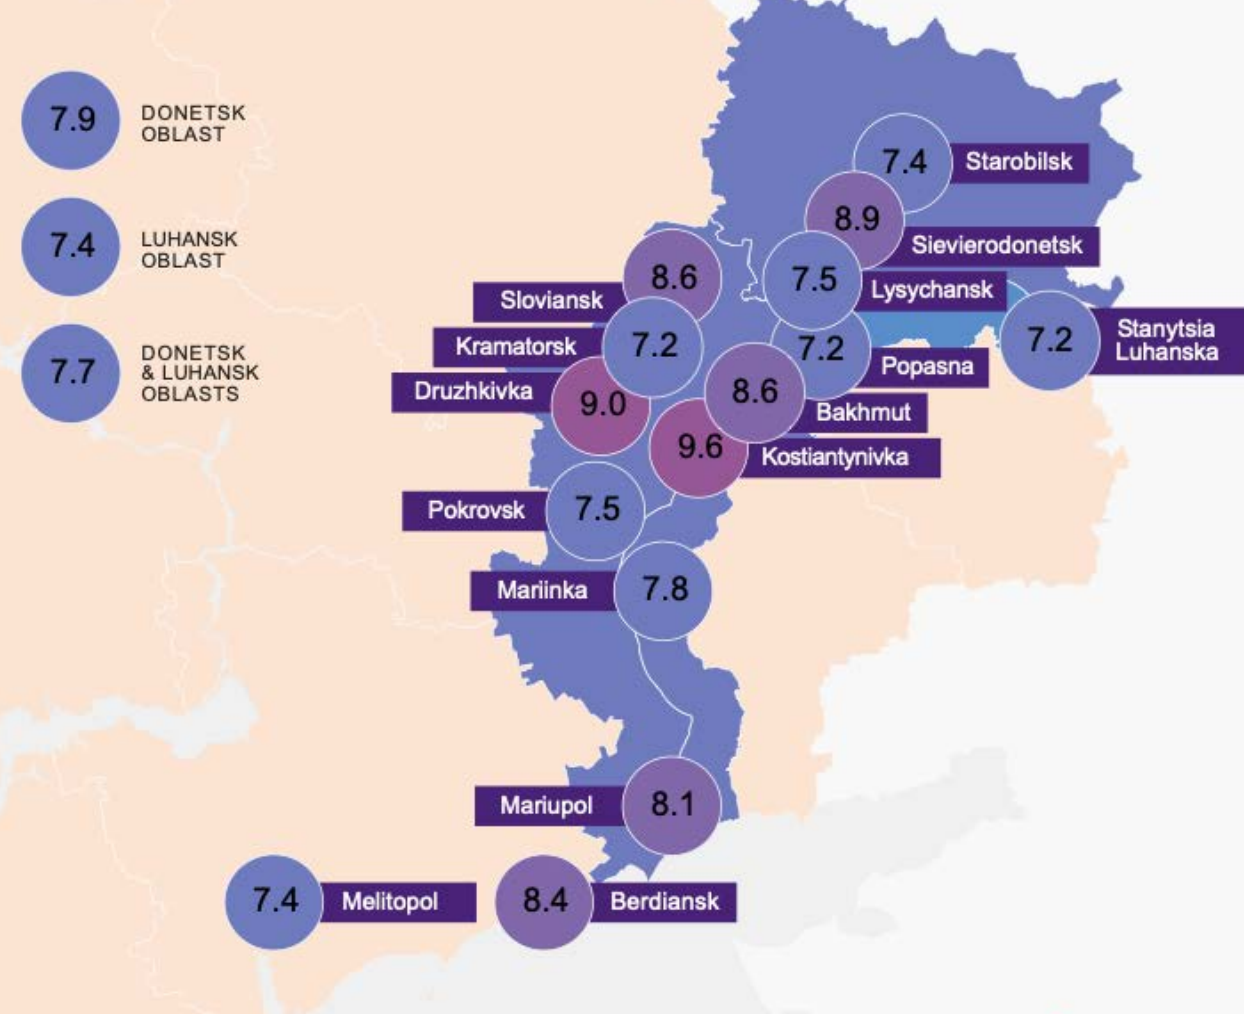 7.9
DONETSK
OBLAST
7.4
LUHANSK
OBLAST
7.7
DONETSK
& LUHANSK
OBLASTS
7.4
Starobilsk
8.9
Sievierodonetsk
8.6
Sloviansk
7.5
Lysychansk
7.2
Kramatorsk
7.2
Popasna
7.2
Stanytsia
Luhanska
9.0
Druzhkivka
8.6
Bakhmut
9.6
Kostiantynivka
7.5
Pokrovsk
7.8
Mariinka
8.1
Mariupol
7.4
Melitopol
8.4
Berdiansk